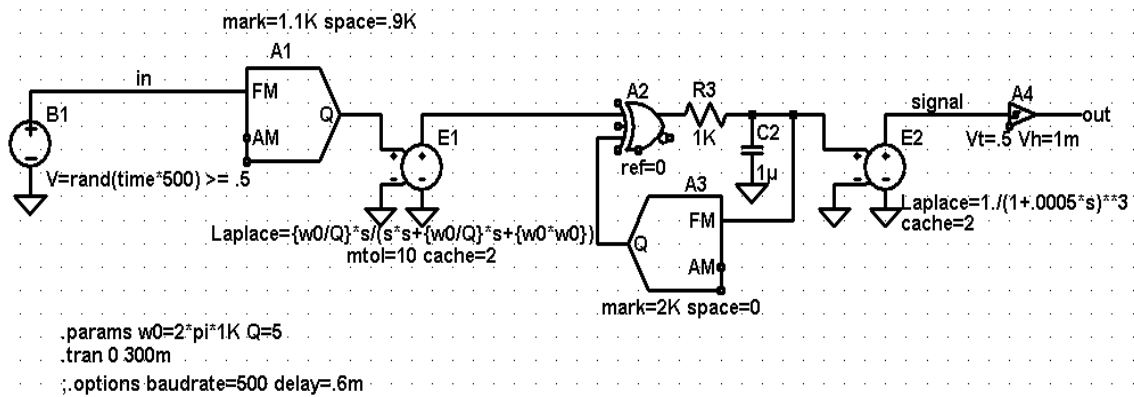 mark=1.1K space=.9K
A1
in
FM
AM
Q
B1
V=rand(time*500) >= .5
E1
Laplace={w0/Q}*s/(s*s+{w0/Q}*s+{w0*w0})
mtol=10 cache=2
A2
ref=0
R3
1K
C2
1µ
A3
FM
AM
Q
mark=2K space=0
E2
Laplace=1./(1+.0005*s)**3
cache=2
signal
A4
out
Vt=.5 Vh=1m
.params w0=2*pi*1K Q=5
.tran 0 300m
;.options baudrate=500 delay=.6m